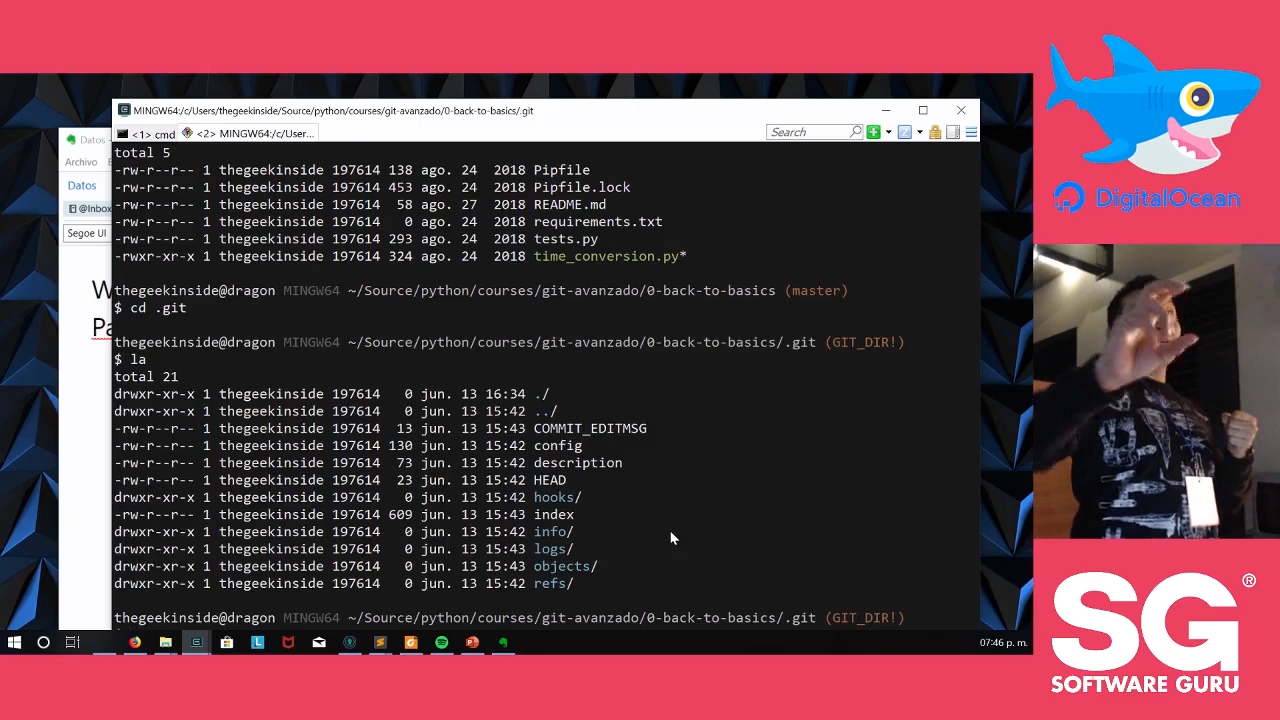 MINGW64:/c/Users/thegeekinside/Source/python/courses/git-avanzado/0-back-to-basics/.git
<1> cmd <2> MINGW64:/c/User... Search
Datos
Archivo
Datos
@Inbox
Segoe UI
total 5
-rw-r--r-- 1 thegeekinside 197614 138 ago. 24 2018 Pipfile
-rw-r--r-- 1 thegeekinside 197614 453 ago. 24 2018 Pipfile.lock
-rw-r--r-- 1 thegeekinside 197614 58 ago. 27 2018 README.md
-rw-r--r-- 1 thegeekinside 197614 0 ago. 24 2018 requirements.txt
-rw-r--r-- 1 thegeekinside 197614 293 ago. 24 2018 tests.py
-rwxr-xr-x 1 thegeekinside 197614 324 ago. 24 2018 time_conversion.py*
thegeekinside@dragon MINGW64 ~/Source/python/courses/git-avanzado/0-back-to-basics (master)
$ cd .git
thegeekinside@dragon MINGW64 ~/Source/python/courses/git-avanzado/0-back-to-basics/.git (GIT_DIR!)
$ la
total 21
drwxr-xr-x 1 thegeekinside 197614 0 jun. 13 16:34 ./
drwxr-xr-x 1 thegeekinside 197614 0 jun. 13 15:42 ../
-rw-r--r-- 1 thegeekinside 197614 13 jun. 13 15:43 COMMIT_EDITMSG
-rw-r--r-- 1 thegeekinside 197614 130 jun. 13 15:42 config
-rw-r--r-- 1 thegeekinside 197614 73 jun. 13 15:42 description
-rw-r--r-- 1 thegeekinside 197614 23 jun. 13 15:42 HEAD
drwxr-xr-x 1 thegeekinside 197614 0 jun. 13 15:42 hooks/
-rw-r--r-- 1 thegeekinside 197614 609 jun. 13 15:43 index
drwxr-xr-x 1 thegeekinside 197614 0 jun. 13 15:42 info/
drwxr-xr-x 1 thegeekinside 197614 0 jun. 13 15:43 logs/
drwxr-xr-x 1 thegeekinside 197614 0 jun. 13 15:43 objects/
drwxr-xr-x 1 thegeekinside 197614 0 jun. 13 15:42 refs/
thegeekinside@dragon MINGW64 ~/Source/python/courses/git-avanzado/0-back-to-basics/.git (GIT_DIR!)
07:46 p. m.
DigitalOcean
SG®
SOFTWARE GURU